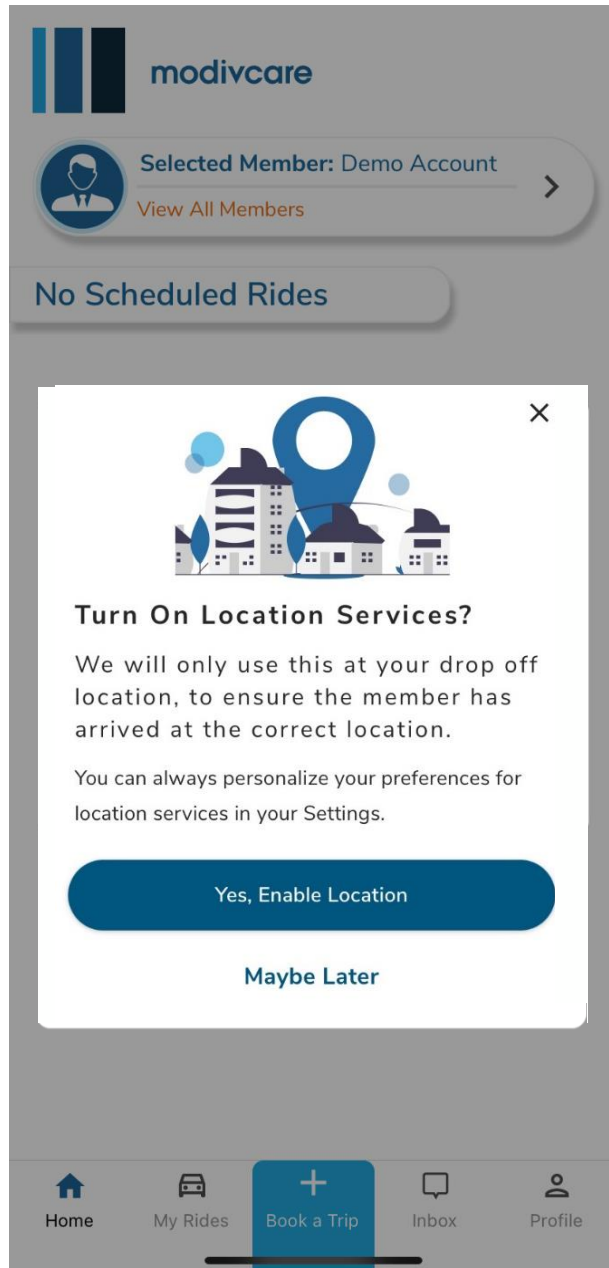 modivcare
Selected Member: Demo Account
View All Members
No Scheduled Rides
Turn On Location Services?
We will only use this at your drop off
location, to ensure the member has
arrived at the correct location.
You can always personalize your preferences for
location services in your Settings.
Yes, Enable Location
Maybe Later
Home
My Rides
Book a Trip
Inbox
Profile